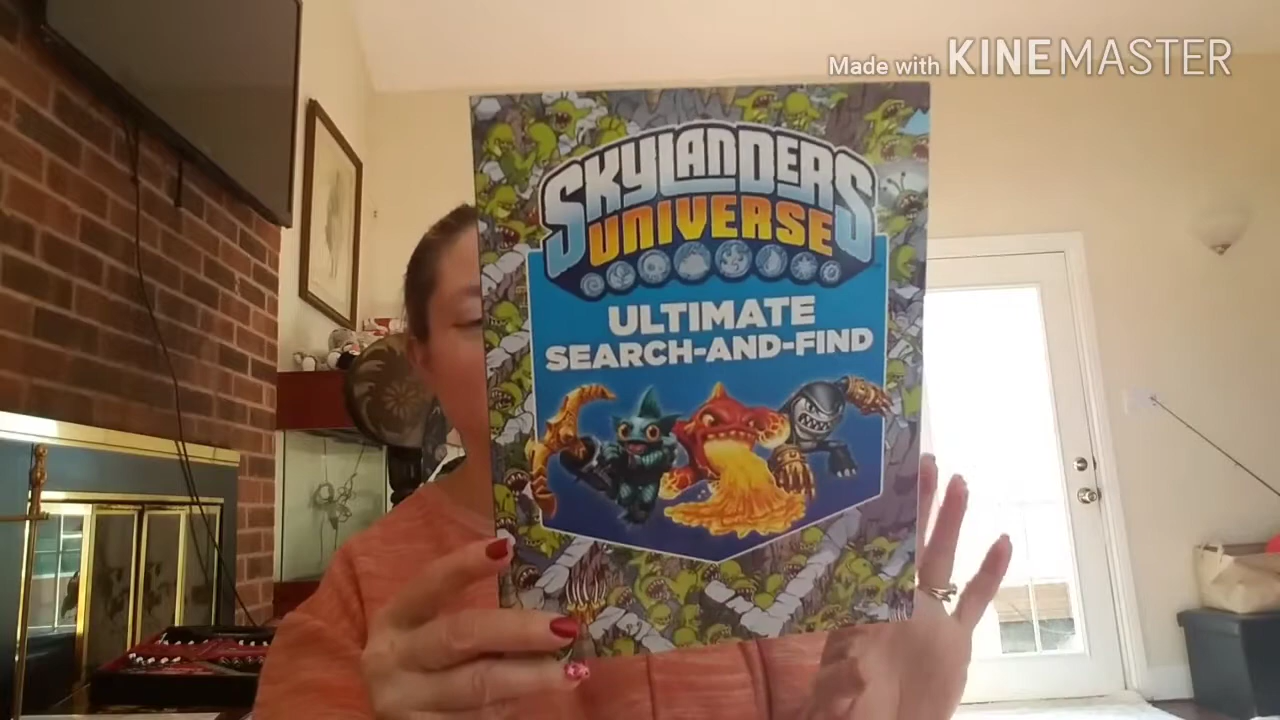 Made with KINEMASTER
SKYLANDERS
UNIVERSE
ULTIMATE
SEARCH-AND-FIND